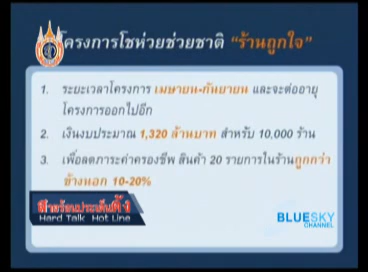 โครงการโชห่วยช่วยชาติ “ร้านถูกใจ”
1. ระยะเวลาโครงการ เมษายน-กันยายน และจะต่ออายุ
โครงการออกไปอีก
2. เงินงบประมาณ 1,320 ล้านบาท สำหรับ 10,000 ร้าน
3. เพื่อลดภาระค่าครองชีพ สินค้า 20 รายการในร้านถูกกว่า
ข้างนอก 10-20%
Hard Talk Hot Line
BLUESKY
CHANNEL